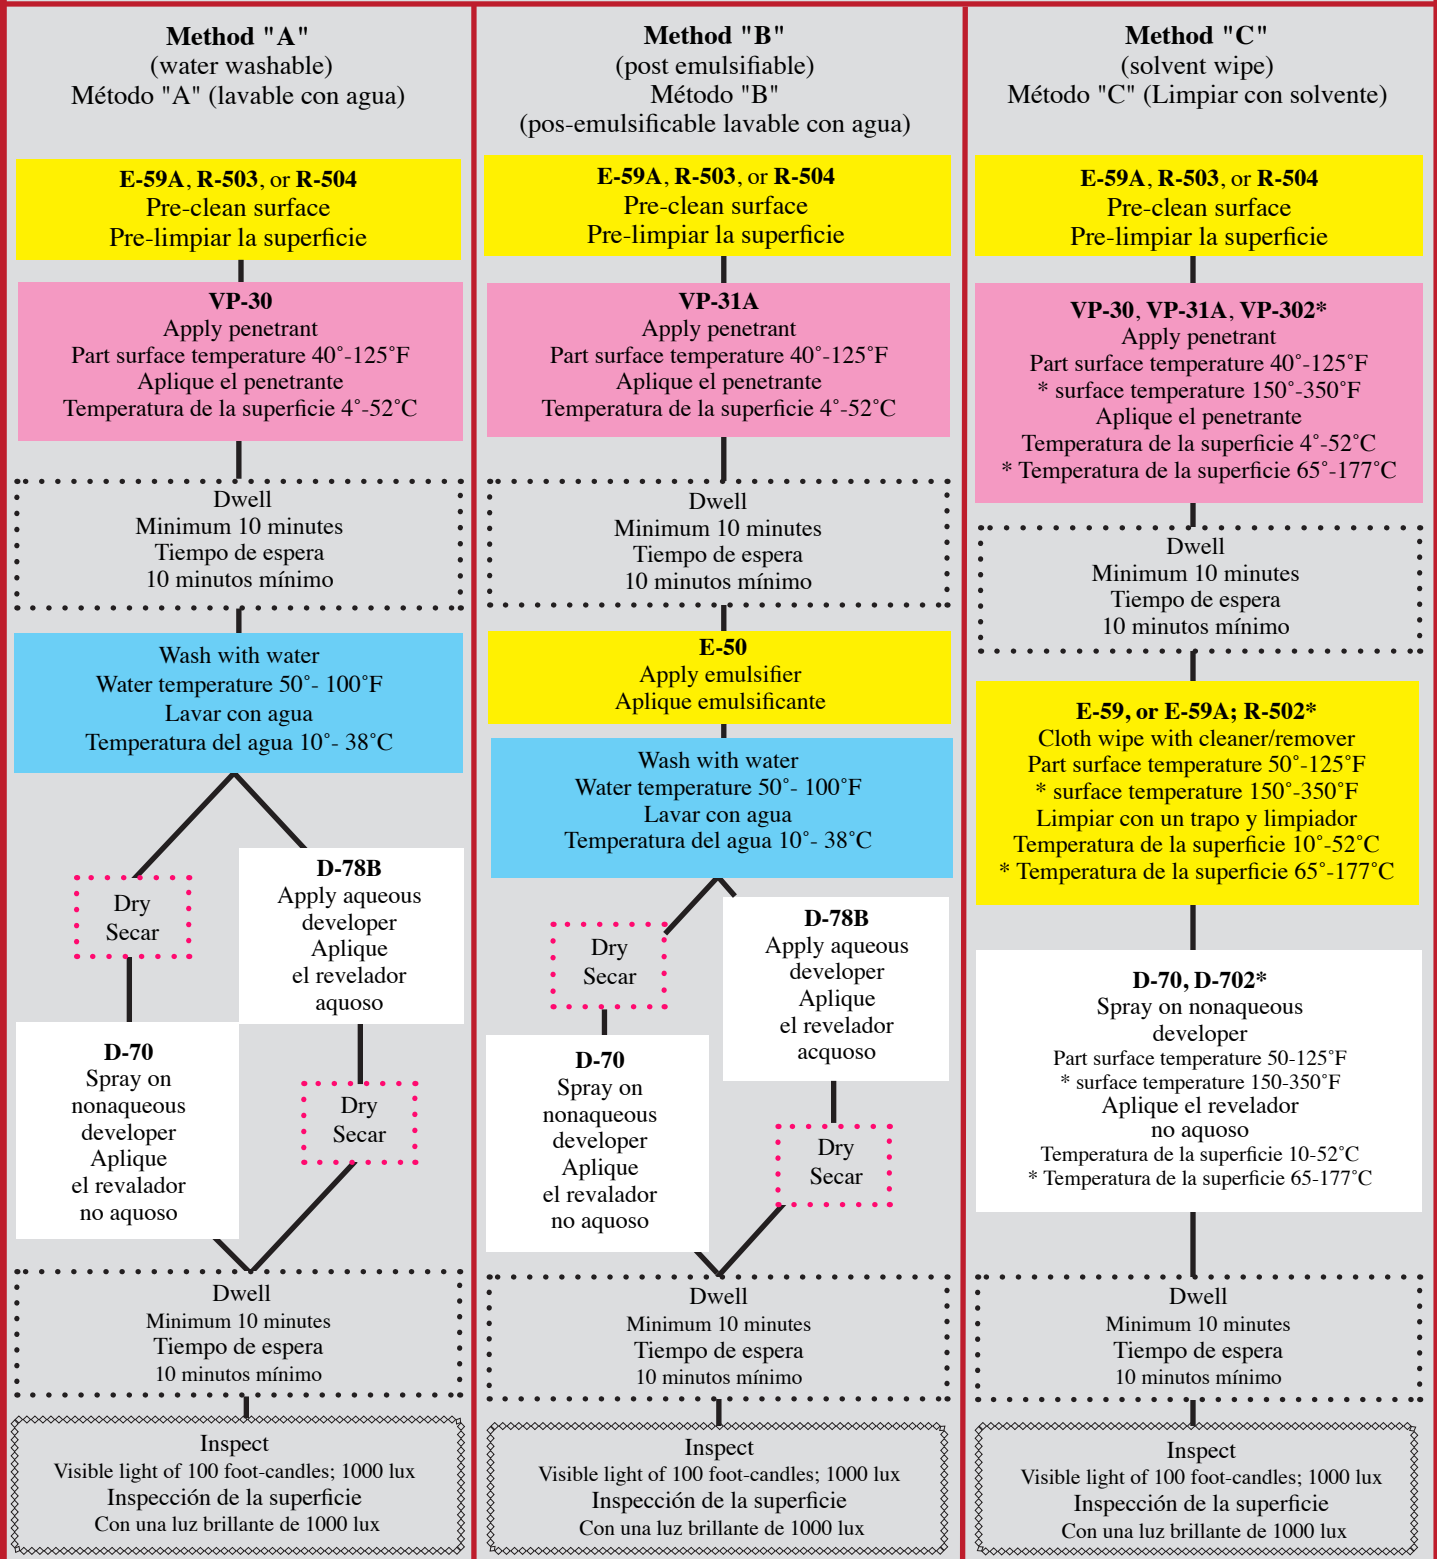 Method "A"
(water washable)
Método "A" (lavable con agua)
E-59A, R-503, or R-504
Pre-clean surface
Pre-limpiar la superficie
VP-30
Apply penetrant
Part surface temperature 40˚-125˚F
Aplique el penetrante
Temperatura de la superficie 4˚-52˚C
Dwell
Minimum 10 minutes
Tiempo de espera
10 minutos mínimo
Wash with water
Water temperature 50˚- 100˚F
Lavar con agua
Temperatura del agua 10˚- 38˚C
Dry
Secar
D-70
Spray on
nonaqueous
developer
Aplique
el revalador
no aquoso
D-78B
Apply aqueous
developer
Aplique
el revelador
aquoso
Dry
Secar
Dwell
Minimum 10 minutes
Tiempo de espera
10 minutos mínimo
Inspect
Visible light of 100 foot-candles; 1000 lux
Inspección de la superficie
Con una luz brillante de 1000 lux
Method "B"
(post emulsifiable)
Método "B"
(pos-emulsificable lavable con agua)
E-59A, R-503, or R-504
Pre-clean surface
Pre-limpiar la superficie
VP-31A
Apply penetrant
Part surface temperature 40˚-125˚F
Aplique el penetrante
Temperatura de la superficie 4˚-52˚C
Dwell
Minimum 10 minutes
Tiempo de espera
10 minutos mínimo
E-50
Apply emulsifier
Aplique emulsificante
Wash with water
Water temperature 50˚- 100˚F
Lavar con agua
Temperatura del agua 10˚- 38˚C
Dry
Secar
D-70
Spray on
nonaqueous
developer
Aplique
el revalador
no aquoso
D-78B
Apply aqueous
developer
Aplique
el revelador
acquoso
Dry
Secar
Dwell
Minimum 10 minutes
Tiempo de espera
10 minutos mínimo
Inspect
Visible light of 100 foot-candles; 1000 lux
Inspección de la superficie
Con una luz brillante de 1000 lux
Method "C"
(solvent wipe)
Método "C" (Limpiar con solvente)
E-59A, R-503, or R-504
Pre-clean surface
Pre-limpiar la superficie
VP-30, VP-31A, VP-302*
Apply penetrant
Part surface temperature 40˚-125˚F
* surface temperature 150˚-350˚F
Aplique el penetrante
Temperatura de la superficie 4˚-52˚C
* Temperatura de la superficie 65˚-177˚C
Dwell
Minimum 10 minutes
Tiempo de espera
10 minutos mínimo
E-59, or E-59A; R-502*
Cloth wipe with cleaner/remover
Part surface temperature 50˚-125˚F
* surface temperature 150˚-350˚F
Limpiar con un trapo y limpiador
Temperatura de la superficie 10˚-52˚C
* Temperatura de la superficie 65˚-177˚C
D-70, D-702*
Spray on nonaqueous
developer
Part surface temperature 50-125˚F
* surface temperature 150-350˚F
Aplique el revelador
no aquoso
Temperatura de la superficie 10-52˚C
* Temperatura de la superficie 65-177˚C
Dwell
Minimum 10 minutes
Tiempo de espera
10 minutos mínimo
Inspect
Visible light of 100 foot-candles; 1000 lux
Inspección de la superficie
Con una luz brillante de 1000 lux